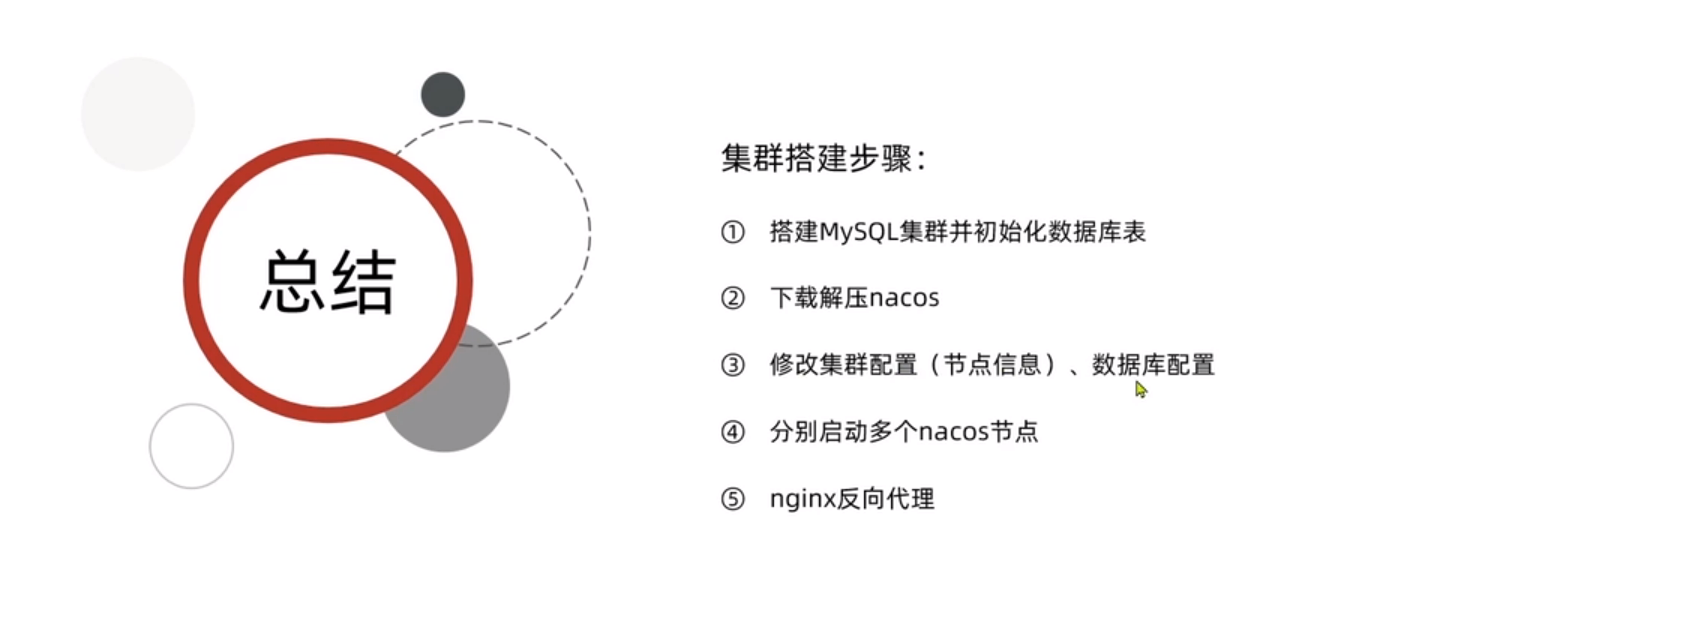 总结
集群搭建步骤：
① 搭建MySQL集群并初始化数据库表
② 下载解压nacos
③ 修改集群配置（节点信息）、数据库配置
④ 分别启动多个nacos节点
⑤ nginx反向代理